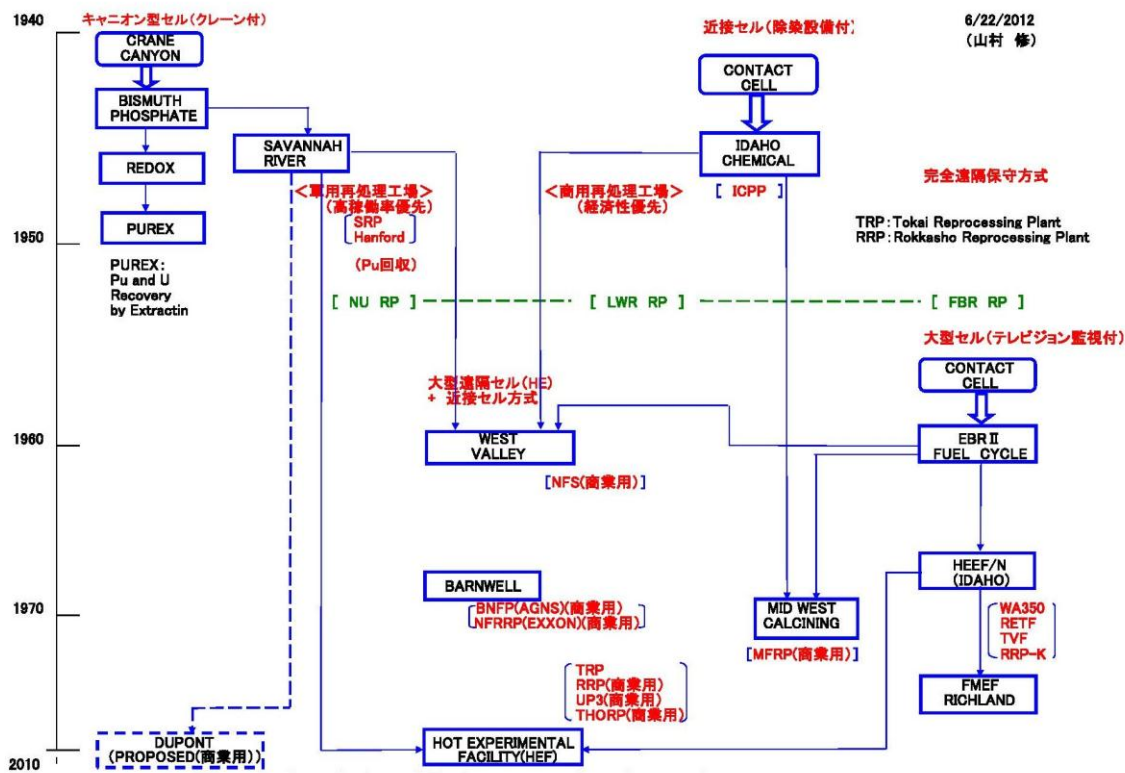 1940
キャニオン型セル(クレーン付)
CRANE
CANYON
BISMUTH
PHOSPHATE
REDOX
PUREX
PUREX:
Pu and U
Recovery
by Extractin
SAVANNAH
RIVER
<軍用再処理工場>
(高稼働率優先)
SRP
Hanford
(Pu回収)
<商用再処理工場>
(経済性優先)
近接セル(除染設備付)
CONTACT
CELL
IDAHO
CHEMICAL
[ ICPP ]
6/22/2012
(山村 修)
完全遠隔保守方式
TRP:Tokai Reprocessing Plant
RRP:Rokkasho Reprocessing Plant
1950
[ NU RP ]
[ LWR RP ]
[ FBR RP ]
大型セル(テレビジョン監視付)
CONTACT
CELL
大型遠隔セル(HE)
+ 近接セル方式
1960
WEST
VALLEY
[NFS(商業用)]
EBRⅡ
FUEL CYCLE
HEEF/N
(IDAHO)
1970
BARNWELL
BNFP(AGNS)(商業用)
NFRRP(EXXON)(商業用)
MID WEST
CALCINING
[MFRP(商業用)]
WA350
RETF
TVF
RRP-K
TRP
RRP(商業用)
UP3(商業用)
THORP(商業用)
FMEF
RICHLAND
2010
DUPONT
(PROPOSED(商業用))
HOT EXPERIMENTAL
FACILITY(HEF)